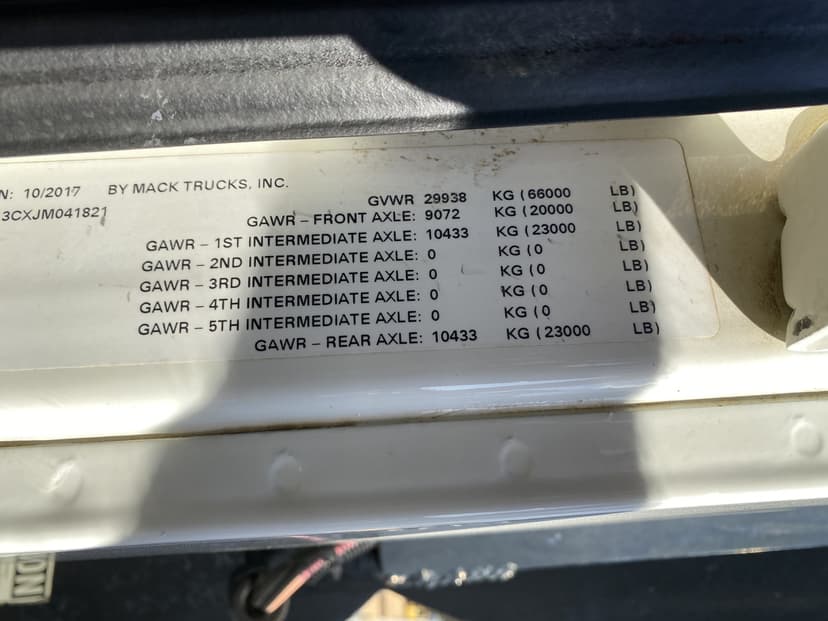 N: 10/2017 BY MACK TRUCKS, INC.
3CXJM041821
GVWR 29938 KG (66000 LB)
GAWR – FRONT AXLE: 9072 KG (20000 LB)
GAWR – 1ST INTERMEDIATE AXLE: 10433 KG (23000 LB)
GAWR – 2ND INTERMEDIATE AXLE: 0 KG (0 LB)
GAWR – 3RD INTERMEDIATE AXLE: 0 KG (0 LB)
GAWR – 4TH INTERMEDIATE AXLE: 0 KG (0 LB)
GAWR – 5TH INTERMEDIATE AXLE: 0 KG (0 LB)
GAWR – REAR AXLE: 10433 KG (23000 LB)
ON